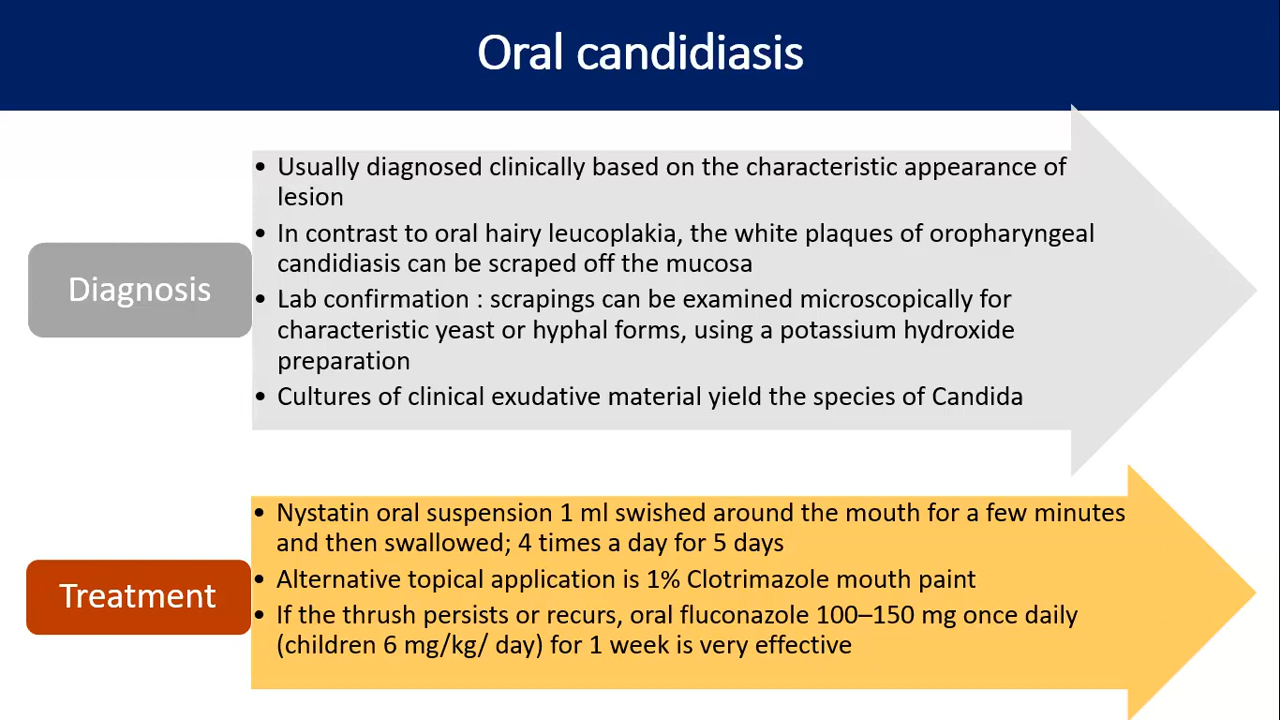 Oral candidiasis
Diagnosis
• Usually diagnosed clinically based on the characteristic appearance of
lesion
• In contrast to oral hairy leucoplakia, the white plaques of oropharyngeal
candidiasis can be scraped off the mucosa
• Lab confirmation : scrapings can be examined microscopically for
characteristic yeast or hyphal forms, using a potassium hydroxide
preparation
• Cultures of clinical exudative material yield the species of Candida
Treatment
• Nystatin oral suspension 1 ml swished around the mouth for a few minutes
and then swallowed; 4 times a day for 5 days
• Alternative topical application is 1% Clotrimazole mouth paint
• If the thrush persists or recurs, oral fluconazole 100–150 mg once daily
(children 6 mg/kg/ day) for 1 week is very effective